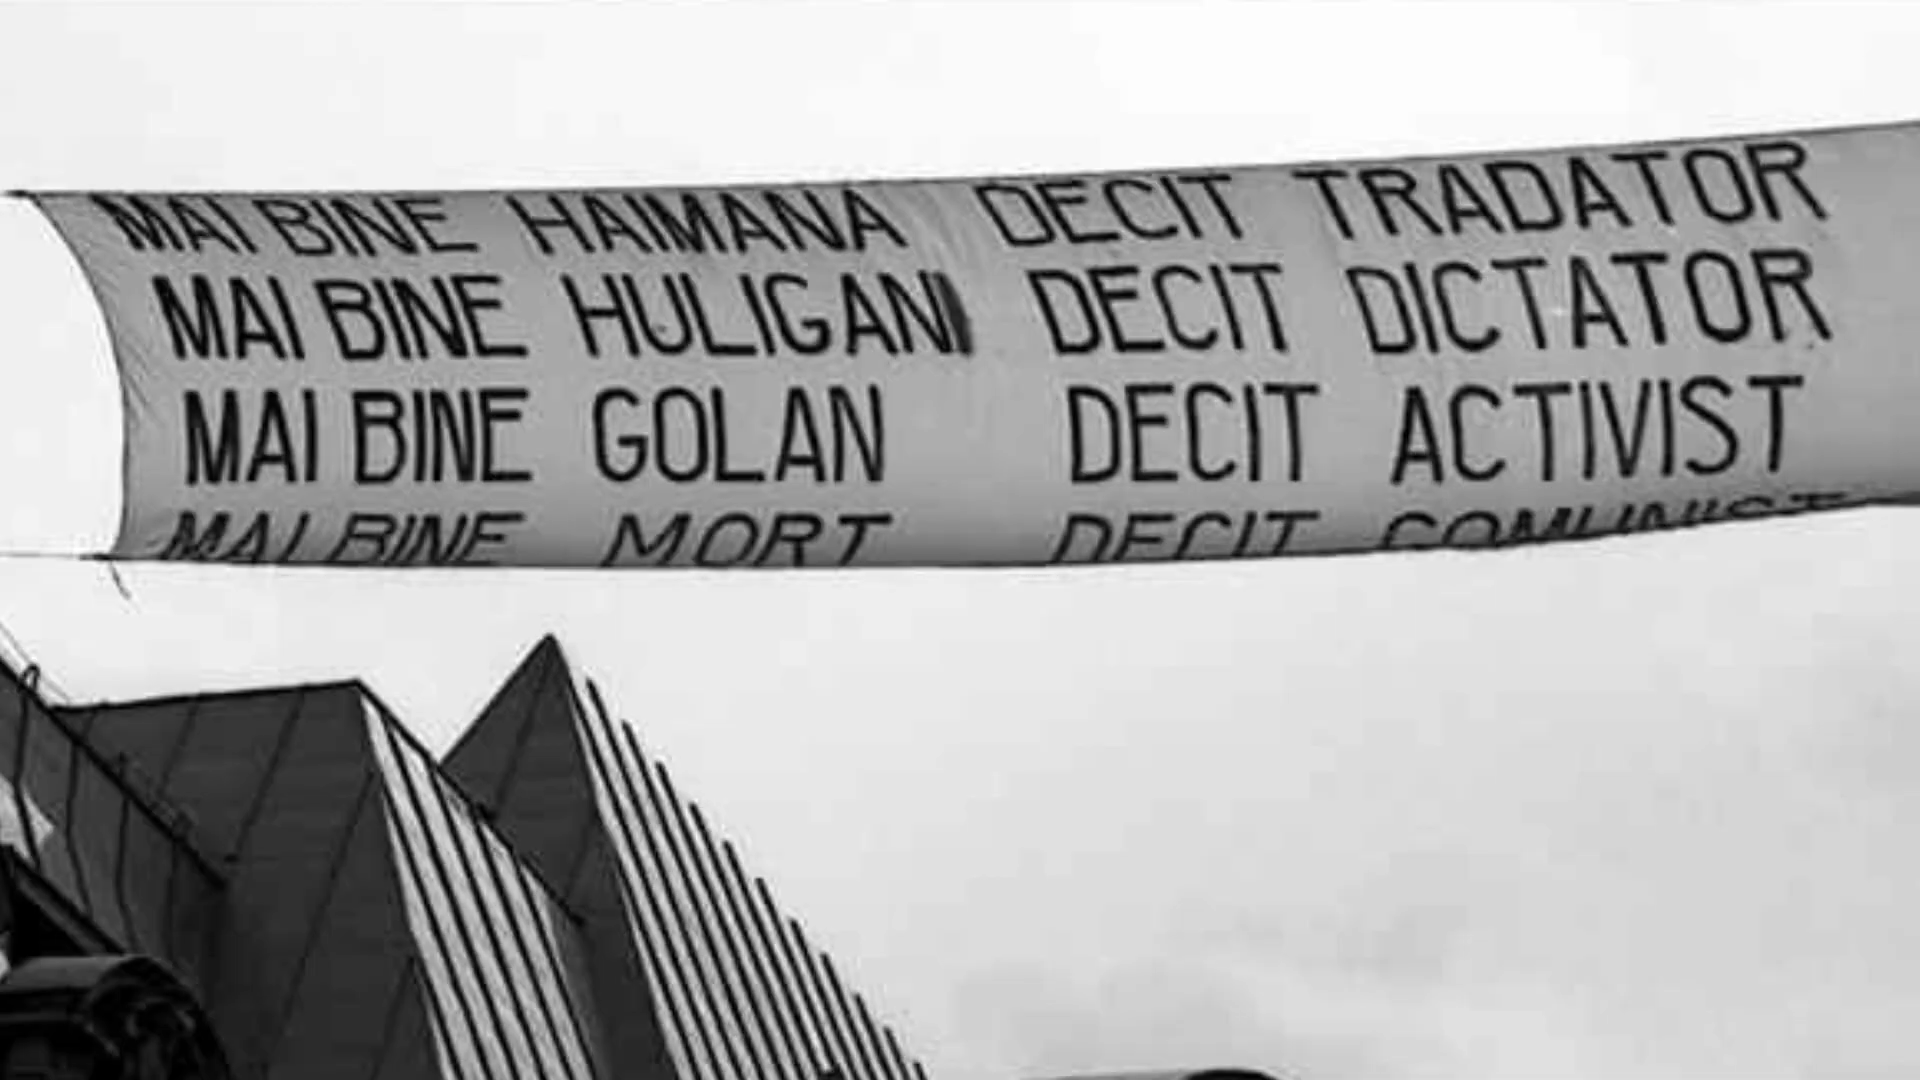 MAI BINE HAIMANA DECIT TRADATOR
MAI BINE HULIGAN DECIT DICTATOR
MAI BINE GOLAN DECIT ACTIVIST
MAI BINE MORT DECIT COMUNIST